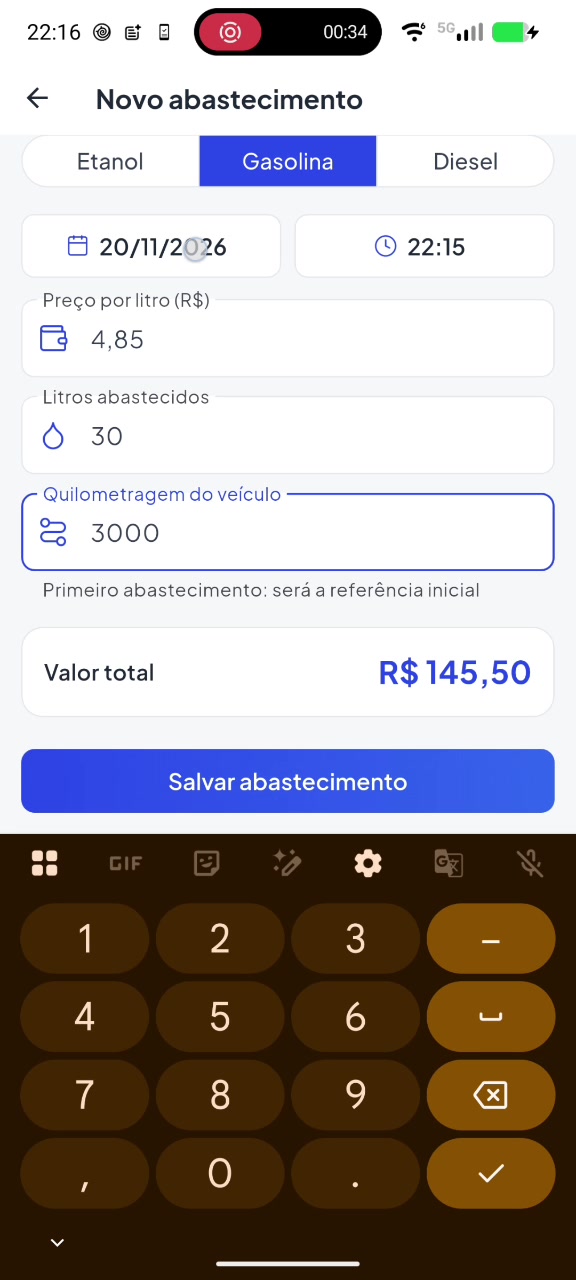 22:16 00:34 5G
Novo abastecimento
Etanol Gasolina Diesel
20/11/2026 22:15
Preço por litro (R$)
4,85
Litros abastecidos
30
Quilometragem do veículo
3000
Primeiro abastecimento: será a referência inicial
Valor total R$ 145,50
Salvar abastecimento
GIF
1 2 3 –
4 5 6
7 8 9
, 0 .